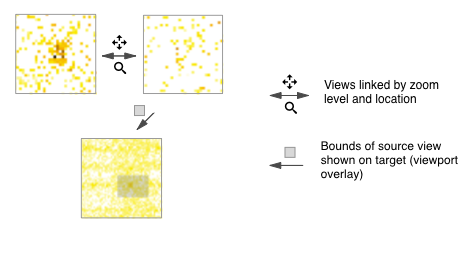 Views linked by zoom
level and location
Bounds of source view
shown on target (viewport
overlay)